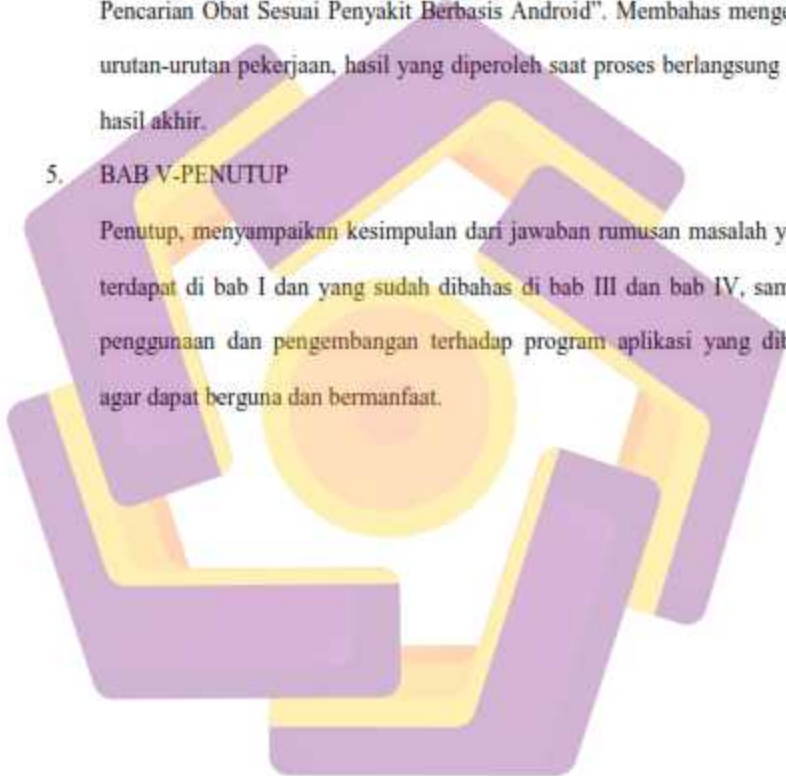 Pencarian Obat Sesuai Penyakit Berbasis Android”. Membahas menge
urutan-urutan pekerjaan, hasil yang diperoleh saat proses berlangsung
hasil akhir.
5. BAB V-PENUTUP
Penutup, menyampaikan kesimpulan dari jawaban rumusan masalah y
terdapat di bab I dan yang sudah dibahas di bab III dan bab IV, sam
penggunaan dan pengembangan terhadap program aplikasi yang dib
agar dapat berguna dan bermanfaat.